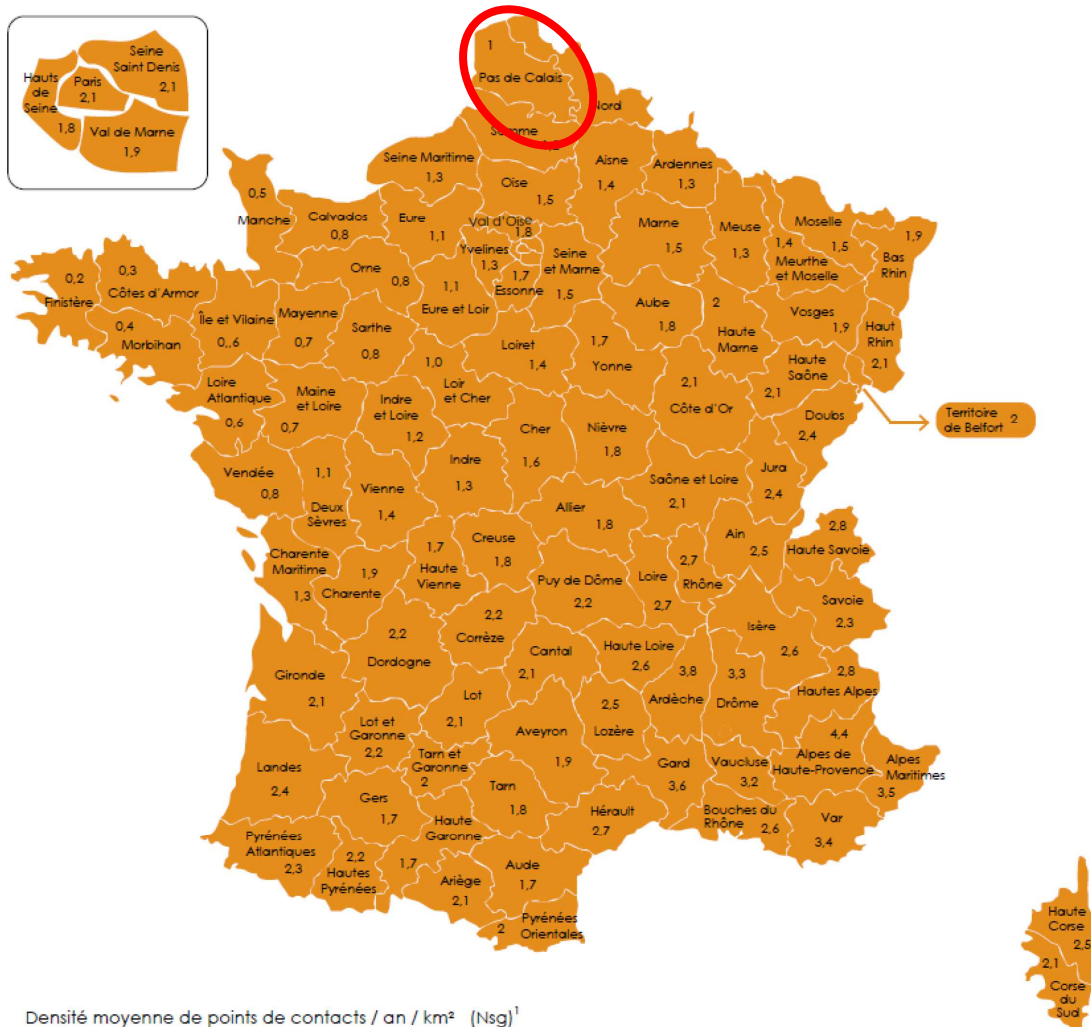 Seine
Saint Denis
2,1
Hauts
de
Seine
1,8
Paris
2,1
Val de Marne
1,9
1
Pas de Calais
Nord
Somme
Seine Maritime
1,3
Oise
1,5
Aisne
1,4
Ardennes
1,3
0,5
Manche
Calvados
0,8
Eure
1,1
Val d'Oise
1,8
Yvelines
1,3
1,7
Essonne
Seine
et Marne
1,5
Marne
1,5
Meuse
1,3
Moselle
1,5
1,4
Meurthe
et Moselle
1,9
Bas
Rhin
0,2
Finistère
0,3
Côtes d'Armor
0,4
Morbihan
Île et Vilaine
0,,6
Mayenne
0,7
Orne
0,8
Sarthe
0,8
1,1
Eure et Loir
1,0
Loir
et Cher
Loiret
1,4
1,7
Yonne
Aube
1,8
2
Haute
Marne
Vosges
1,9
Haut
Rhin
2,1
Haute
Saône
2,1
Territoire
de Belfort 2
Loire
Atlantique
0,6
Maine
et Loire
0,7
Indre
et Loire
1,2
Cher
1,6
Nièvre
1,8
2,1
Côte d'Or
Doubs
2,4
Vendée
0,8
1,1
Deux
Sèvres
Vienne
1,4
Indre
1,3
Allier
1,8
Saône et Loire
2,1
Jura
2,4
Charente
Maritime
1,3
1,9
Charente
1,7
Haute
Vienne
Creuse
1,8
Puy de Dôme
2,2
Loire
2,7
2,7
Rhône
Ain
2,5
2,8
Haute Savoie
Savoie
2,3
Gironde
2,1
2,2
Dordogne
2,2
Corrèze
Cantal
2,1
Haute Loire
2,6
3,8
Ardèche
3,3
Drôme
Isère
2,6
2,8
Hautes Alpes
Lot et
Garonne
2,2
Lot
2,1
Aveyron
1,9
2,5
Lozère
4,4
Alpes de
Haute-Provence
Alpes
Maritimes
3,5
Landes
2,4
Gers
1,7
Tarn et
Garonne
2
Tarn
1,8
Gard
3,6
Vaucluse
3,2
Bouches du
Rhône
2,6
Var
3,4
Pyrénées
Atlantiques
2,3
2,2
Hautes
Pyrénées
Haute
Garonne
1,7
Ariège
2,1
Aude
1,7
Hérault
2,7
2
Pyrénées
Orientales
Haute
Corse
2,5
2,1
Corse
du
Sud
Densité moyenne de points de contacts / an / km² (Nsg)¹